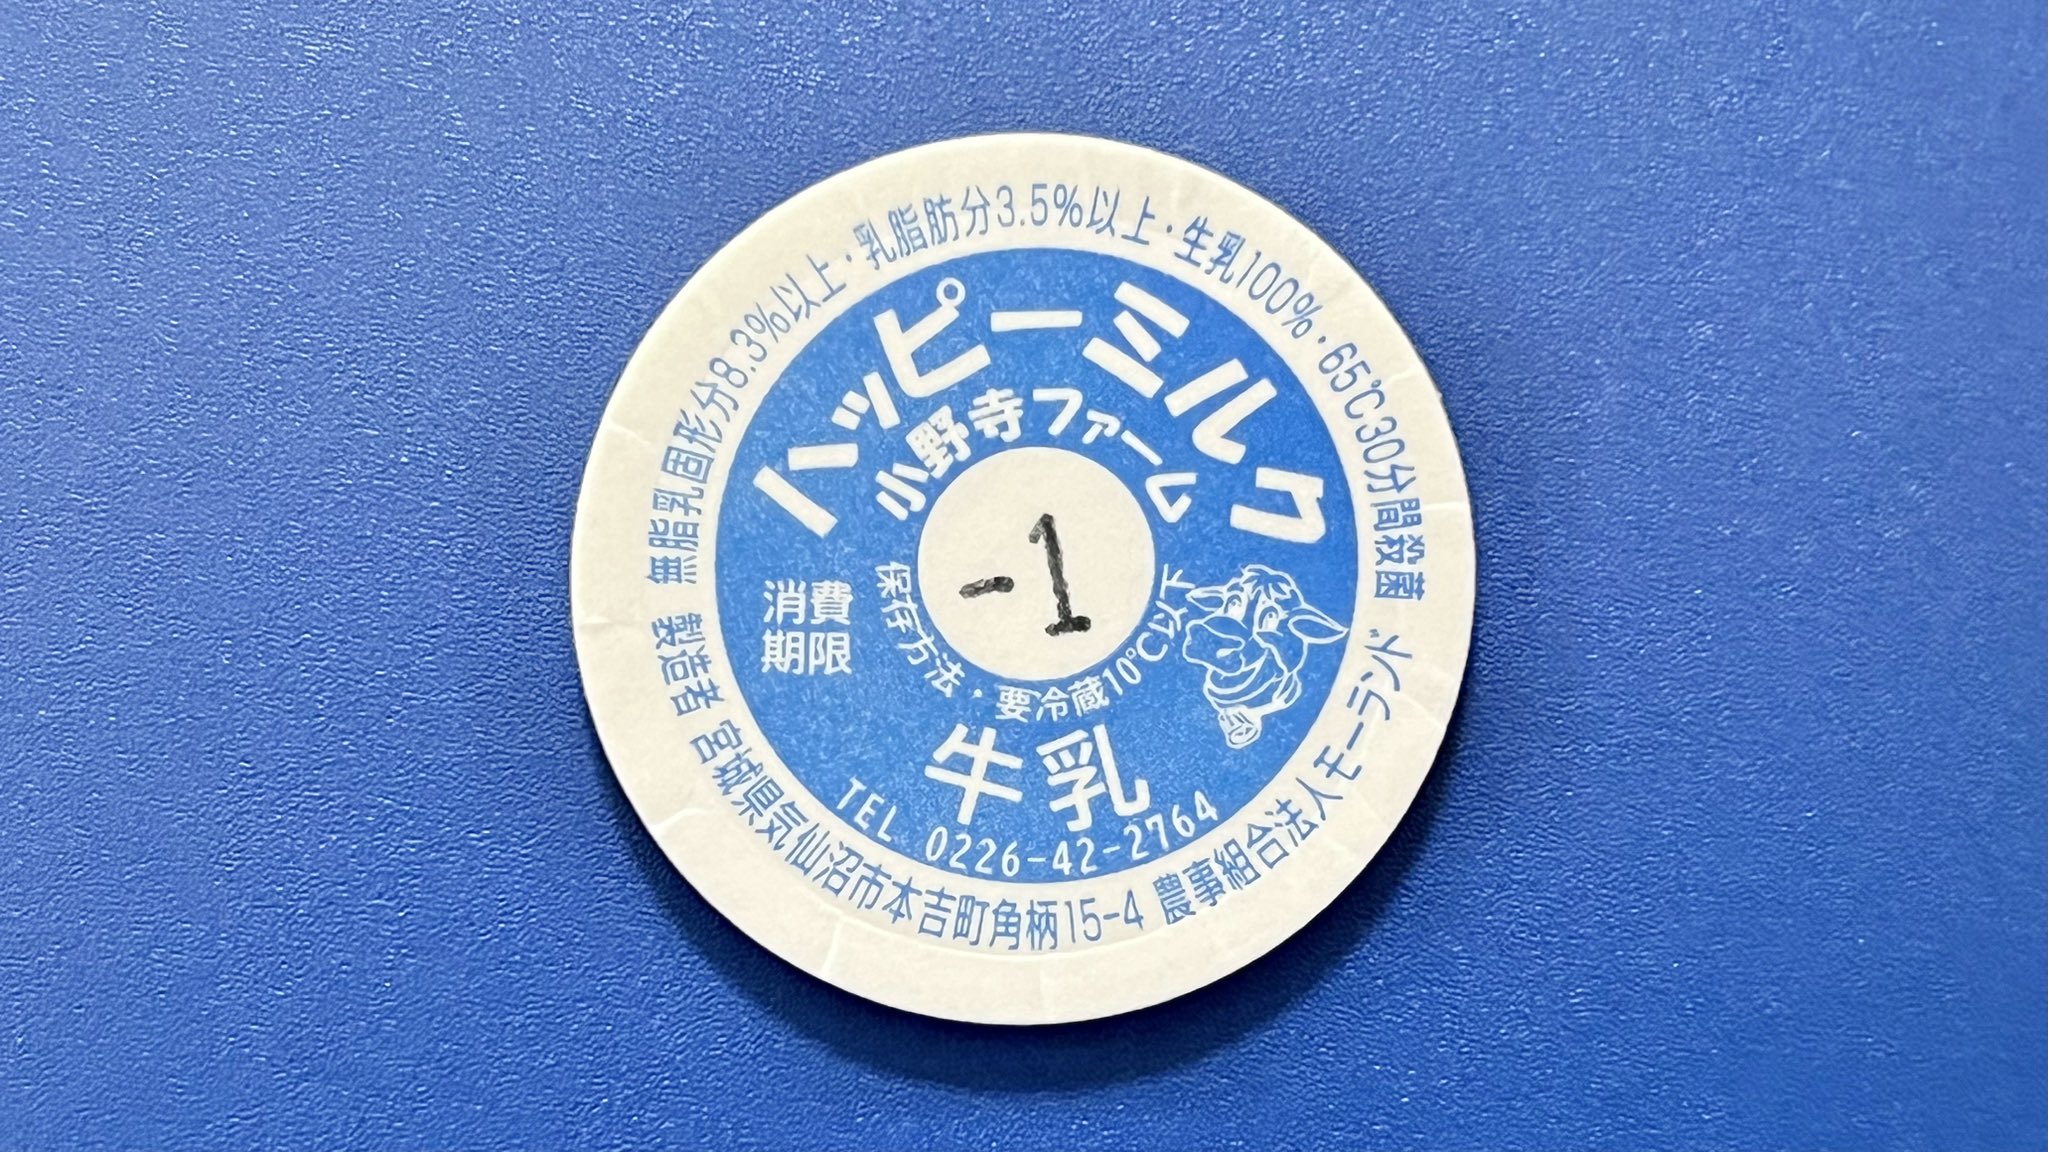 無脂乳固形分8.3%以上・乳脂肪分3.5%以上・生乳100%・65℃30分間殺菌
ハッピーミルク
小野寺ファーム
-1
消費
期限
保存方法・要冷蔵10℃以下
牛乳
TEL 0226-42-2764
製造者 宮城県気仙沼市本吉町角柄15-4 農事組合法人モーランド